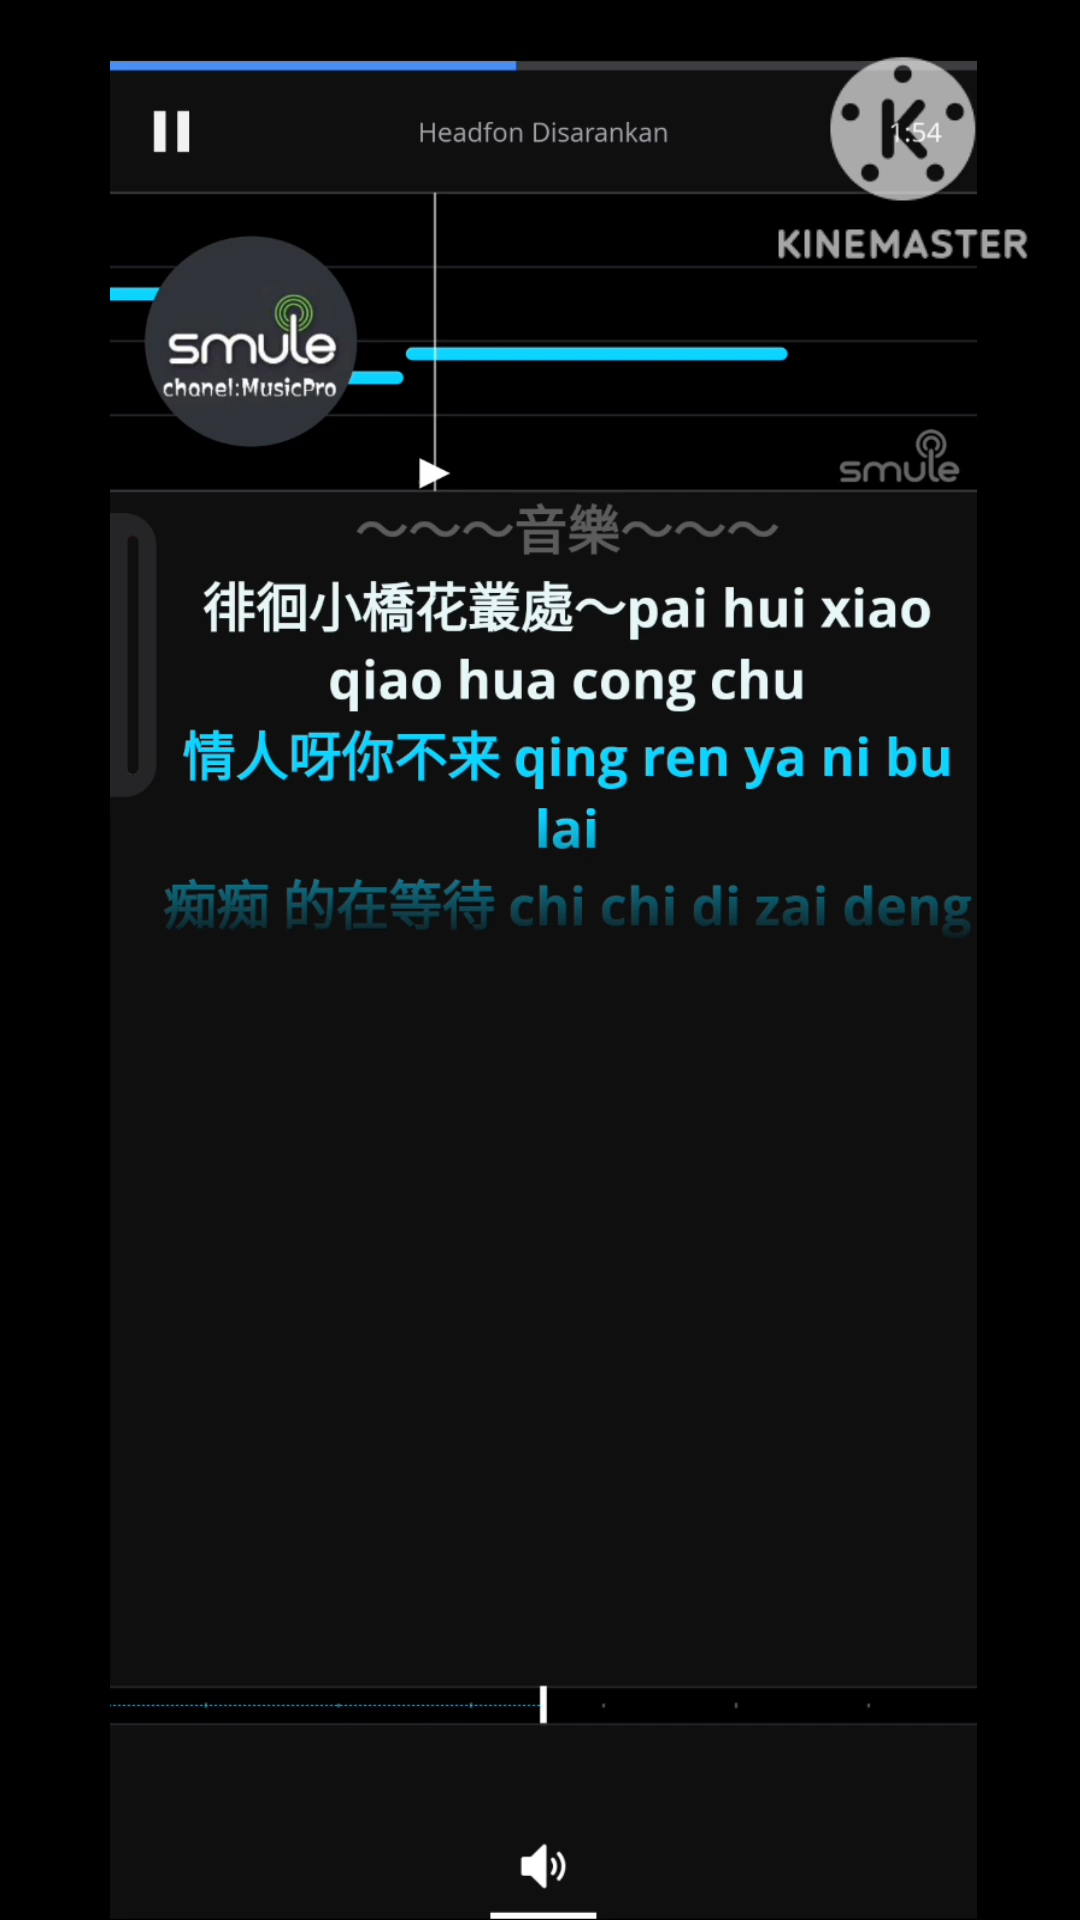 Headfon Disarankan
1:54
KINEMASTER
smule
chanel:MusicPro
smule
～～～音樂～～～
徘徊小橋花叢處～pai hui xiao
qiao hua cong chu
情人呀你不来 qing ren ya ni bu
lai
痴痴 的在等待 chi chi di zai deng